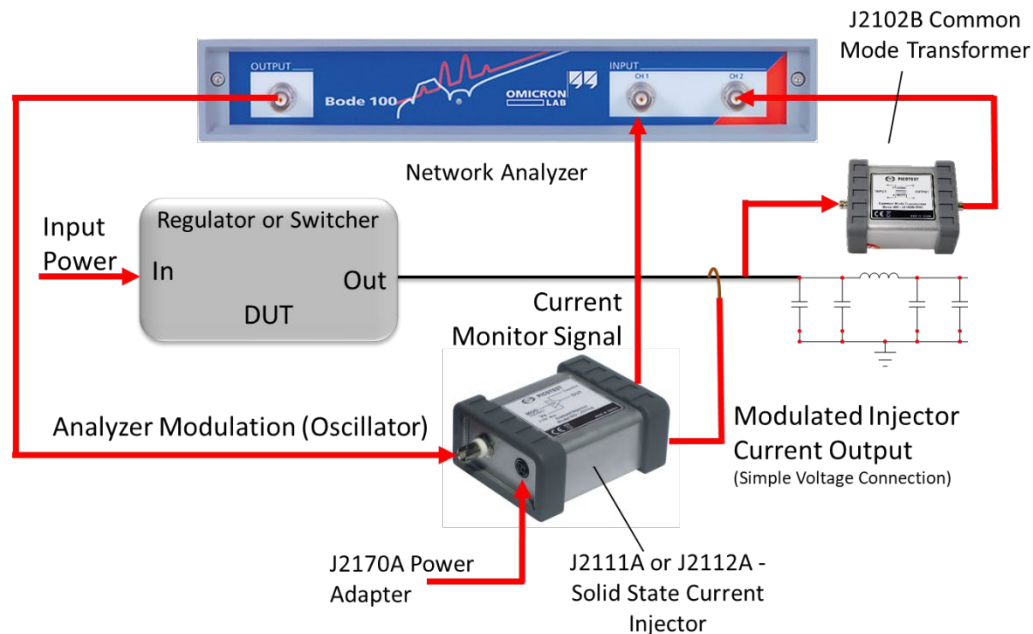 J2102B Common
Mode Transformer
OUTPUT
INPUT
CH 1
CH 2
Bode 100
OMICRON
LAB
Network Analyzer
PICOTEST
Regulator or Switcher
Input
Power
In
Out
DUT
Current
Monitor Signal
PICOTEST
Analyzer Modulation (Oscillator)
Modulated Injector
Current Output
(Simple Voltage Connection)
J2170A Power
Adapter
J2111A or J2112A -
Solid State Current
Injector